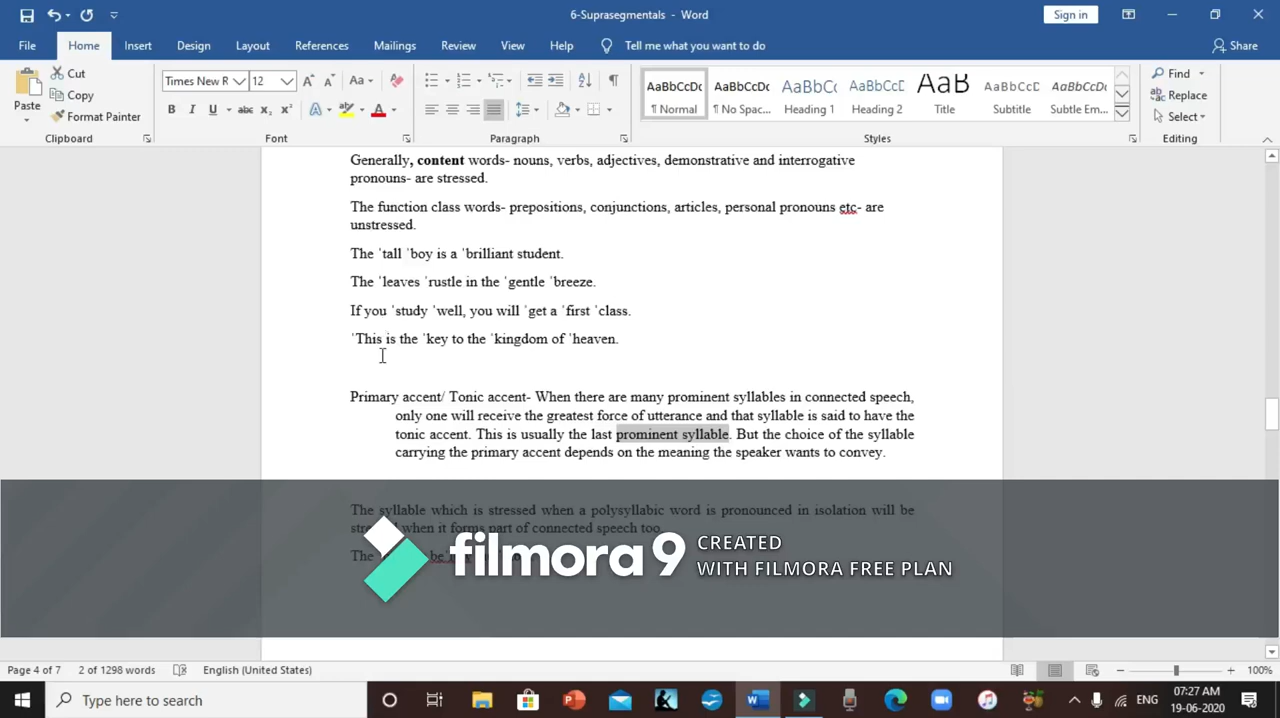 6-Suprasegmentals - Word
Sign in
File Home Insert Design Layout References Mailings Review View Help Tell me what you want to do Share
Paste Cut Copy Format Painter
Times New R 12
AaBbCcDc AaBbCcDc AaBbCc AaBbCcD AaB AaBbCcD AaBbCcDc
¶ Normal ¶ No Spac... Heading 1 Heading 2 Title Subtitle Subtle Em...
Find Replace Select
Clipboard Font Paragraph Styles Editing
Generally, content words- nouns, verbs, adjectives, demonstrative and interrogative
pronouns- are stressed.
The function class words- prepositions, conjunctions, articles, personal pronouns etc- are
unstressed.
The ˈtall ˈboy is a ˈbrilliant student.
The ˈleaves ˈrustle in the ˈgentle ˈbreeze.
If you ˈstudy ˈwell, you will ˈget a ˈfirst ˈclass.
ˈThis is the ˈkey to the ˈkingdom of ˈheaven.
Primary accent/ Tonic accent- When there are many prominent syllables in connected speech,
only one will receive the greatest force of utterance and that syllable is said to have the
tonic accent. This is usually the last prominent syllable. But the choice of the syllable
carrying the primary accent depends on the meaning the speaker wants to convey.
The syllable which is stressed when a polysyllabic word is pronounced in isolation will be
when it forms part of connected speech too.
The
filmora 9 CREATED
WITH FILMORA FREE PLAN
Page 4 of 7 2 of 1298 words English (United States) 100%
Type here to search
ENG
07:27 AM
19-06-2020